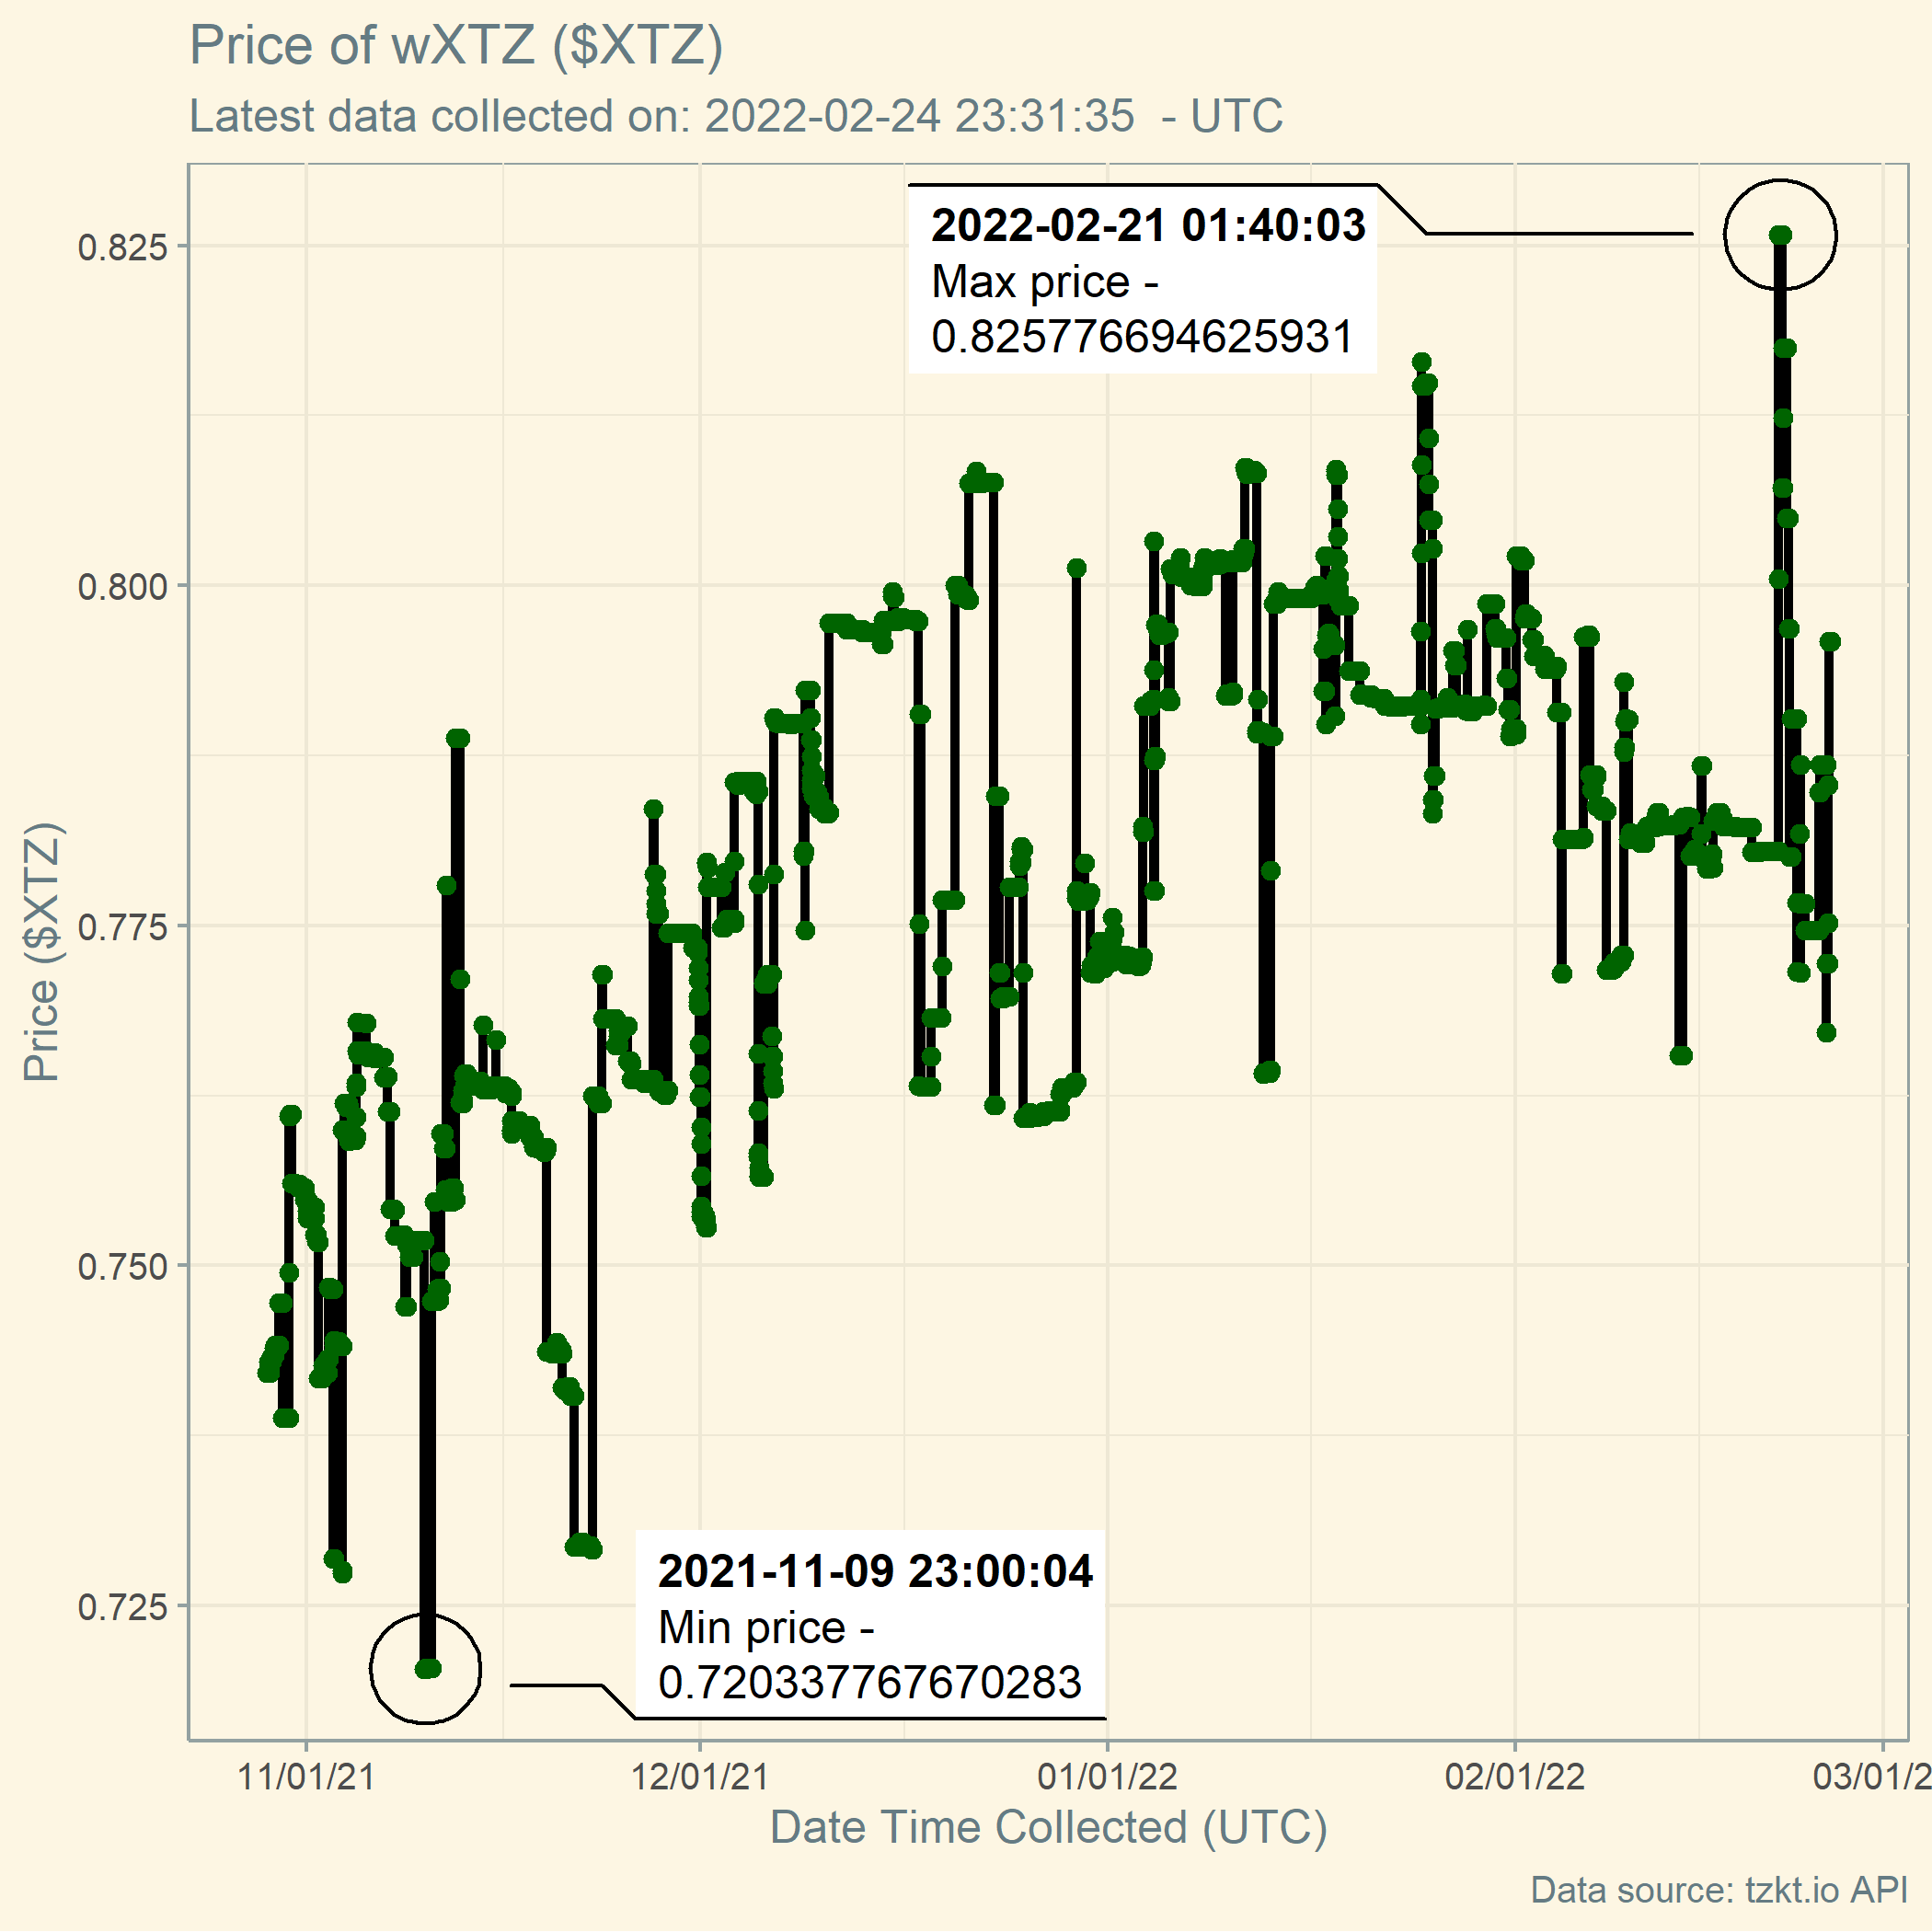 Price of wXTZ ($XTZ)
Latest data collected on: 2022-02-24 23:31:35  - UTC
2022-02-21 01:40:03
Max price -
0.825776694625931
0.825
0.800
0.775
0.750
0.725
Price ($XTZ)
2021-11-09 23:00:04
Min price -
0.720337767670283
11/01/21
12/01/21
01/01/22
02/01/22
03/01/2
Date Time Collected (UTC)
Data source: tzkt.io API